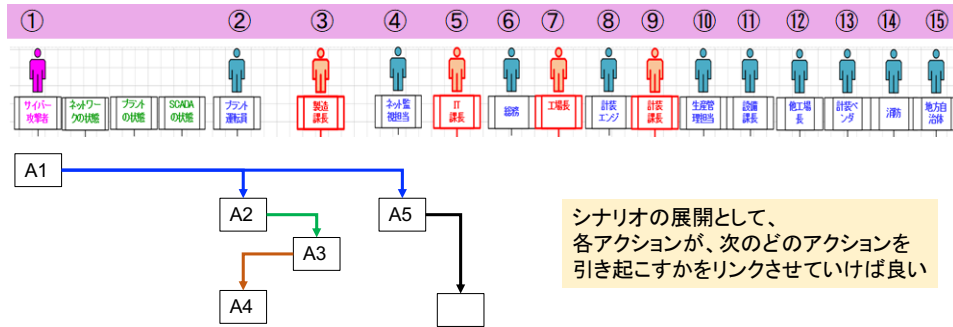 ① ② ③ ④ ⑤ ⑥ ⑦ ⑧ ⑨ ⑩ ⑪ ⑫ ⑬ ⑭ ⑮
サイバー
攻撃者
ネットワー
クの状態
プラント
の状態
SCADA
の状態
プラント
運転員
製造
課長
ネット監
視担当
IT
課長
総務
工場長
計装
エンジ
計装
課長
生産管
理担当
設備
課長
他工場
長
計装ベ
ンダ
消防
地方自
治体
A1
A2
A5
A3
A4
シナリオの展開として、
各アクションが、次のどのアクションを
引き起こすかをリンクさせていけば良い